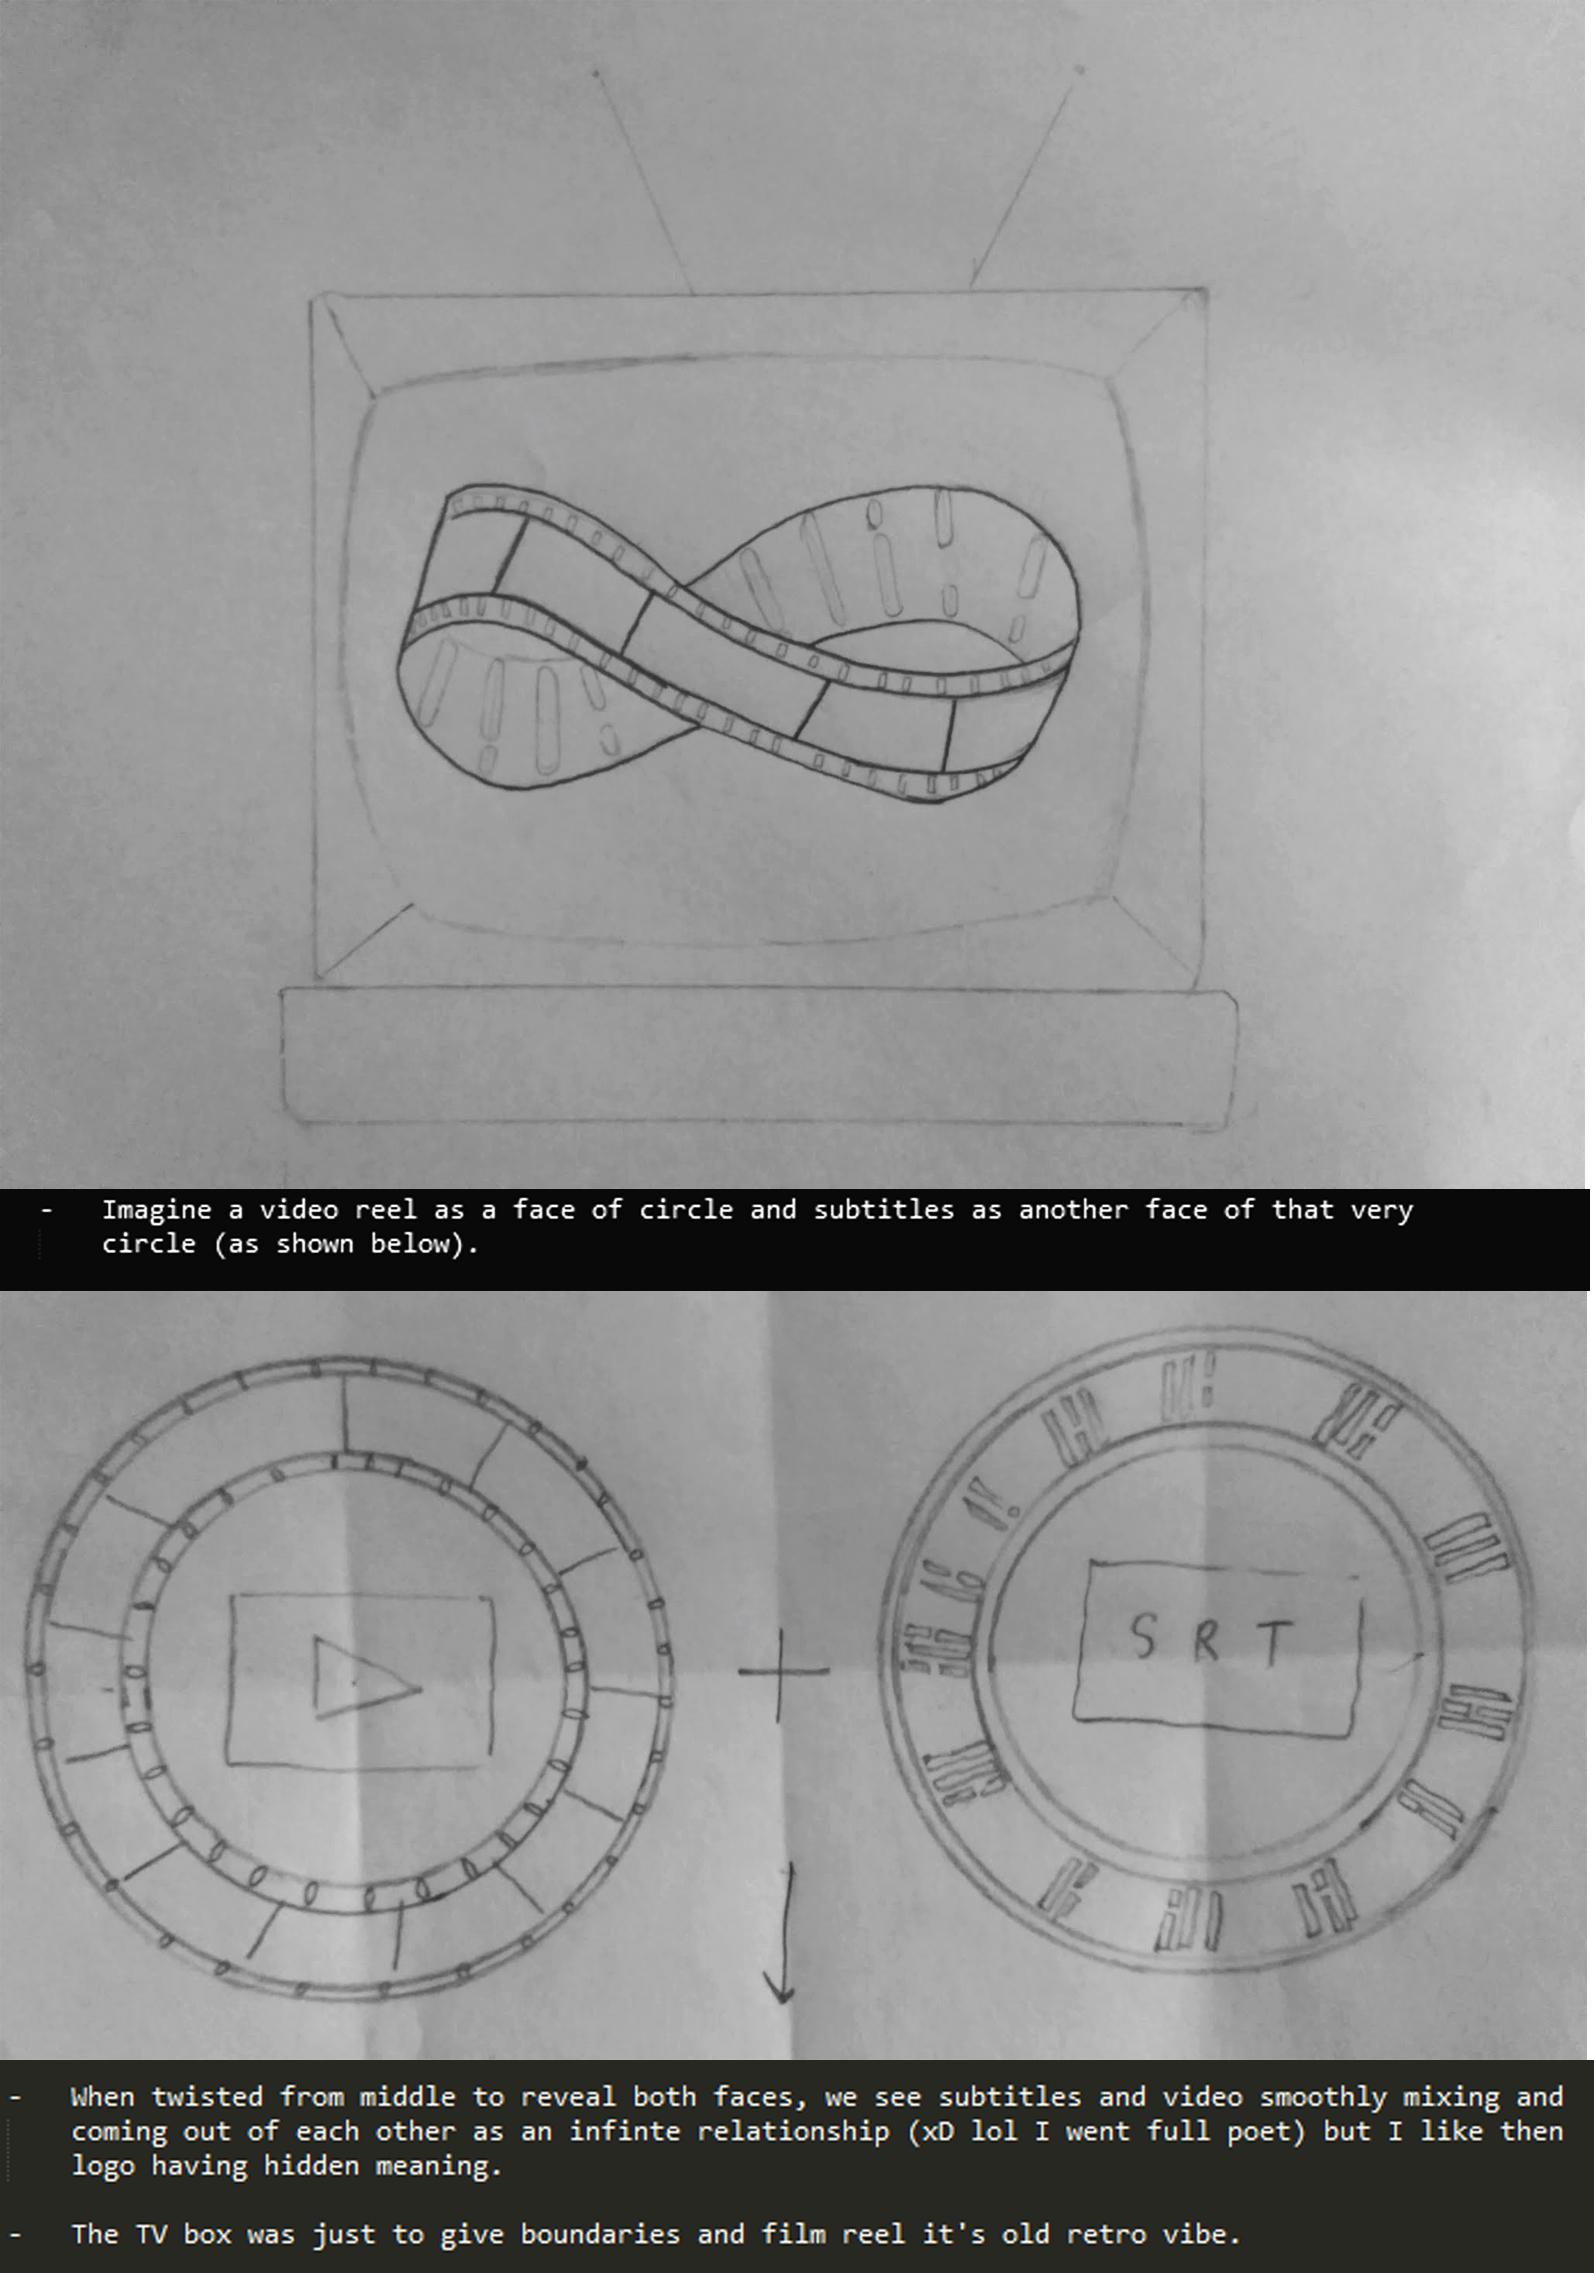 - Imagine a video reel as a face of circle and subtitles as another face of that very
circle (as shown below).
S R T
- When twisted from middle to reveal both faces, we see subtitles and video smoothly mixing and
coming out of each other as an infinte relationship (xD lol I went full poet) but I like then
logo having hidden meaning.
- The TV box was just to give boundaries and film reel it's old retro vibe.